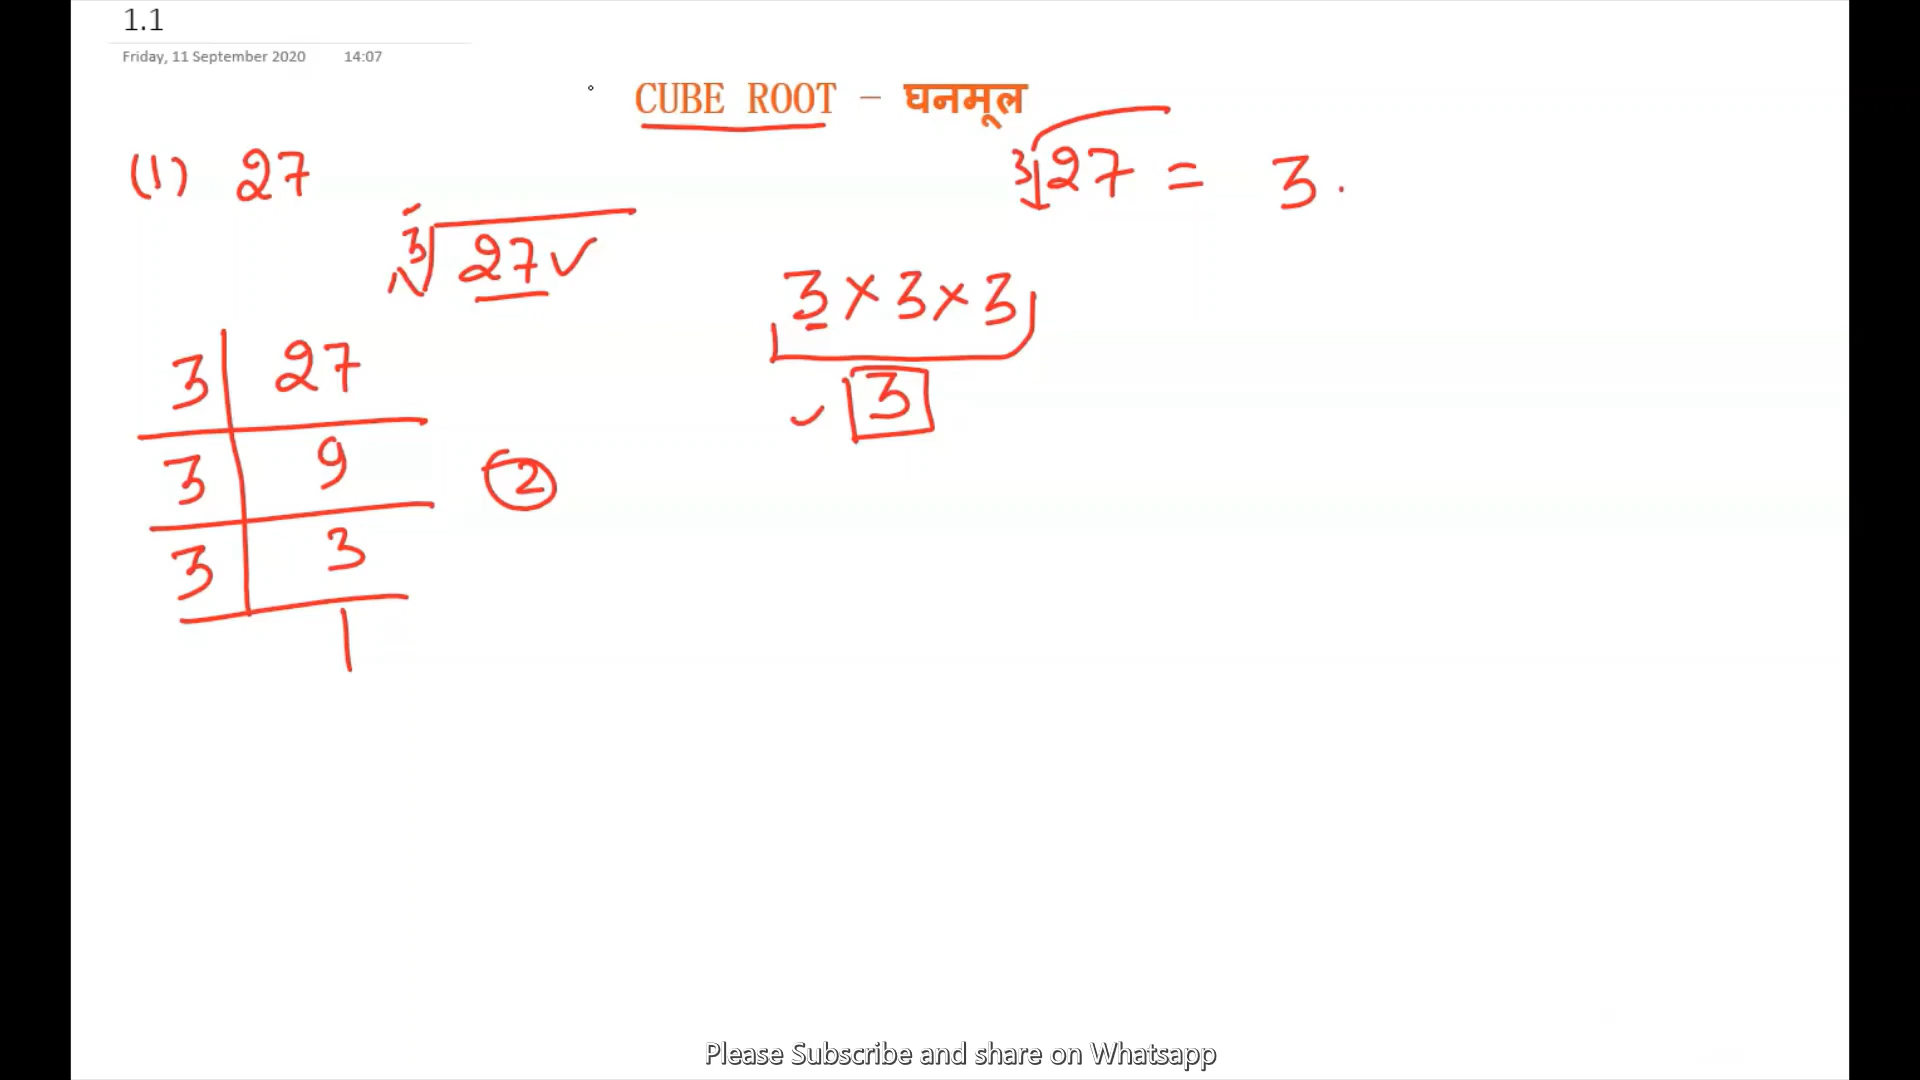 1.1
Friday, 11 September 2020 14:07
CUBE ROOT - घनमूल
(1) 27
∛27 = 3.
∛27 ✓
3 × 3 × 3
✓ 3
3 | 27
3 | 9
②
3 | 3
1
Please Subscribe and share on Whatsapp